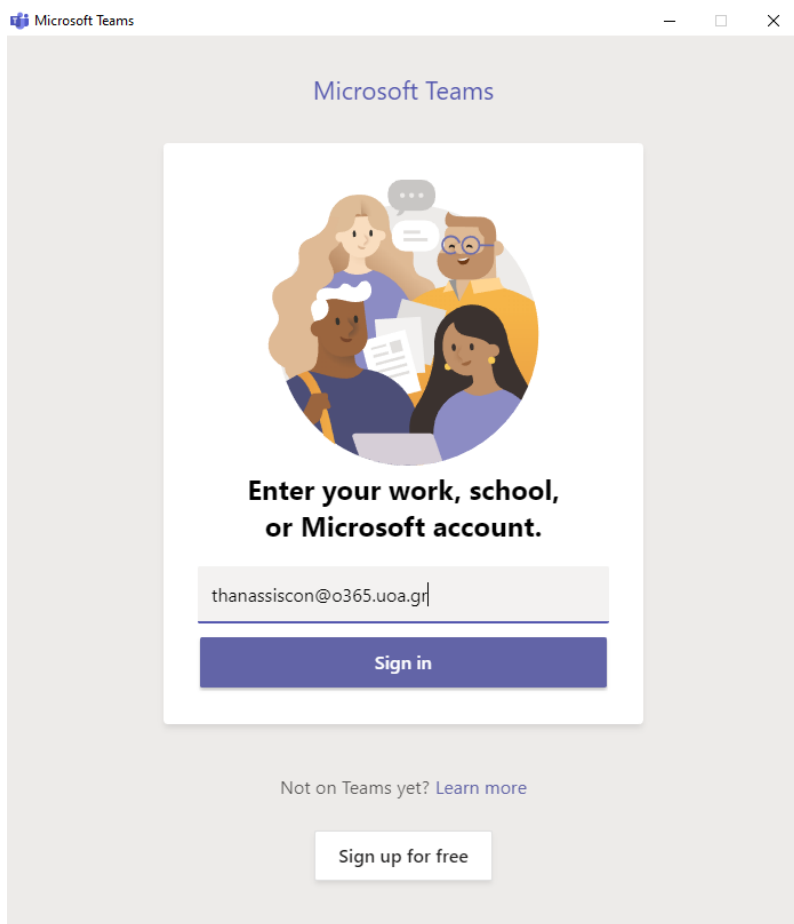 Microsoft Teams
Microsoft Teams
Enter your work, school,
or Microsoft account.
thanassiscon@o365.uoa.gr
Sign in
Not on Teams yet? Learn more
Sign up for free